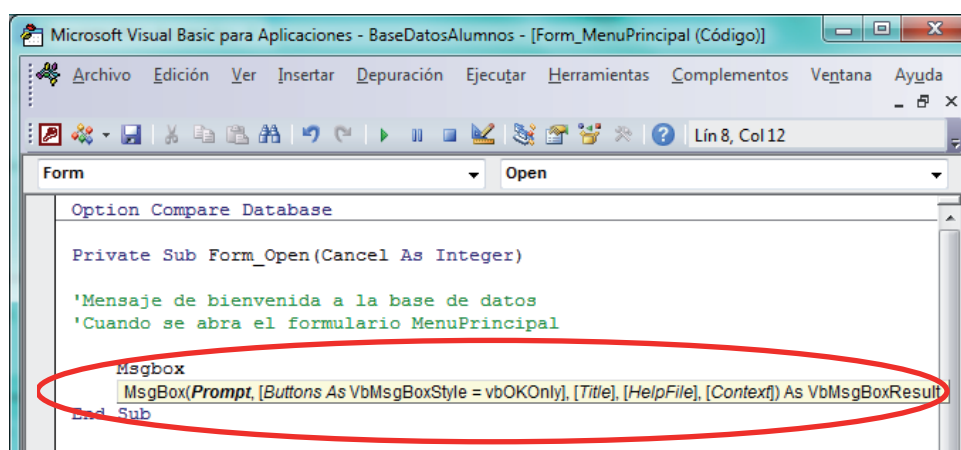 Microsoft Visual Basic para Aplicaciones - BaseDatosAlumnos - [Form_MenuPrincipal (Código)]
Archivo Edición Ver Insertar Depuración Ejecutar Herramientas Complementos Ventana Ayuda
Lín 8, Col 12
Form Open
Option Compare Database
Private Sub Form_Open(Cancel As Integer)
'Mensaje de bienvenida a la base de datos
'Cuando se abra el formulario MenuPrincipal
Msgbox
MsgBox(Prompt, [Buttons As VbMsgBoxStyle = vbOKOnly], [Title], [HelpFile], [Context]) As VbMsgBoxResult
End Sub